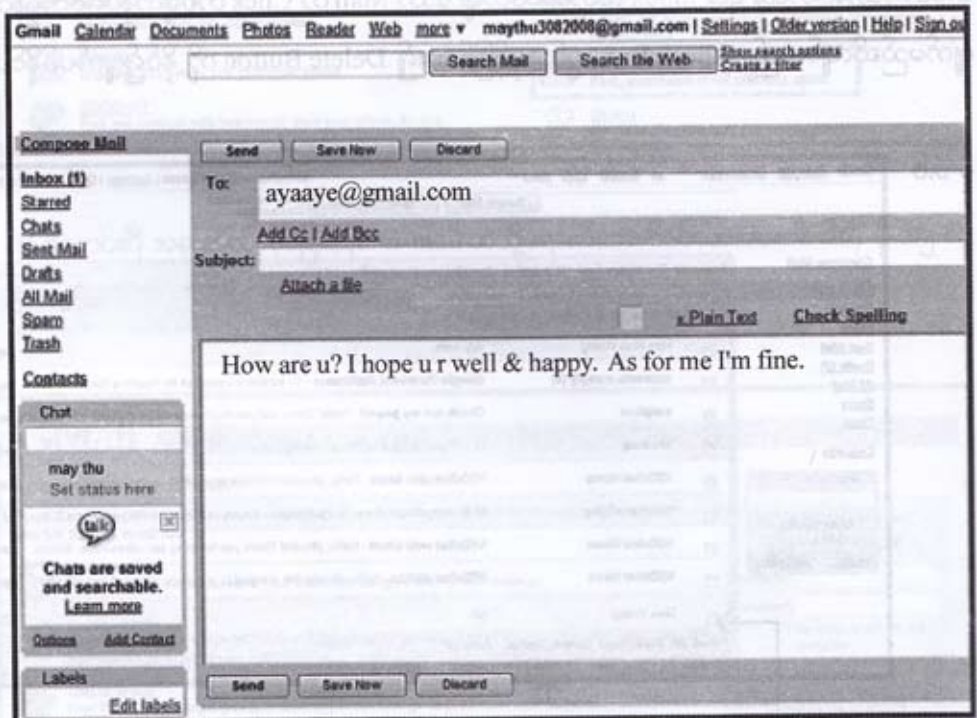 Gmail Calendar Documents Photos Reader Web more ▼ maythu3082008@gmail.com | Settings | Older version | Help | Sign ou
Search Mail Search the Web Show search options
Create a filter
Delete Button
Compose Mail
Send Save Now Discard
Inbox (1)
Starred
Chats
Sent Mail
Drafts
All Mail
Spam
Trash
Contacts
To: ayaaye@gmail.com
Add Cc | Add Bcc
Subject:
Attach a file
« Plain Text Check Spelling
How are u? I hope u r well & happy. As for me I'm fine.
Chat
may thu
Set status here
talk
Chats are saved
and searchable.
Learn more
Options Add Contact
Labels
Edit labels
Send Save Now Discard